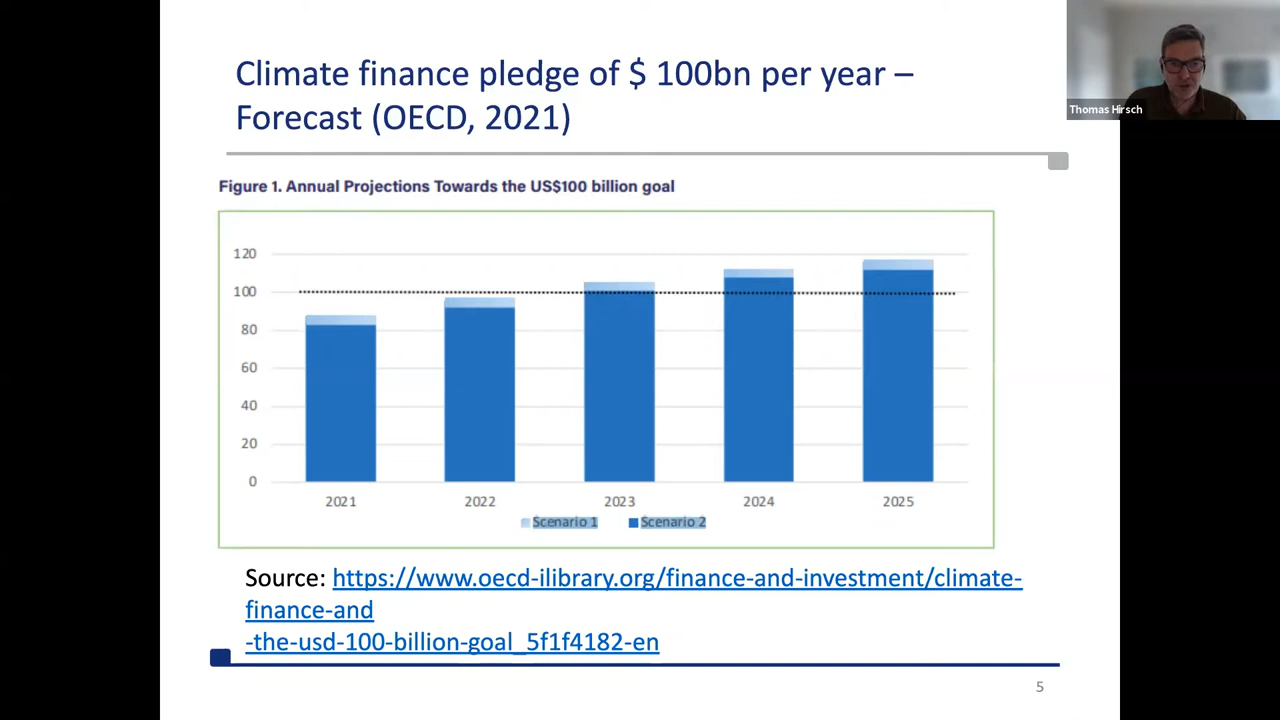 Climate finance pledge of $ 100bn per year –
Forecast (OECD, 2021)
Thomas Hirsch
Figure 1. Annual Projections Towards the US$100 billion goal
120
100
80
60
40
20
0
2021 2022 2023 2024 2025
Scenario 1 Scenario 2
Source: https://www.oecd-ilibrary.org/finance-and-investment/climate-
finance-and
-the-usd-100-billion-goal_5f1f4182-en
5